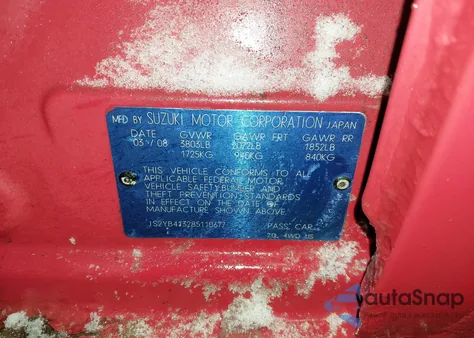 MFD BY SUZUKI MOTOR CORPORATION JAPAN
DATE GVWR GAWR FRT GAWR RR
03/08 3803LB 2072LB 1852LB
1725KG 940KG 840KG
THIS VEHICLE CONFORMS TO ALL
APPLICABLE FEDERAL MOTOR
VEHICLE SAFETY, BUMPER AND
THEFT PREVENTION STANDARDS
IN EFFECT ON THE DATE OF
MANUFACTURE SHOWN ABOVE.
PASS. CAR
4WD
autaSnap